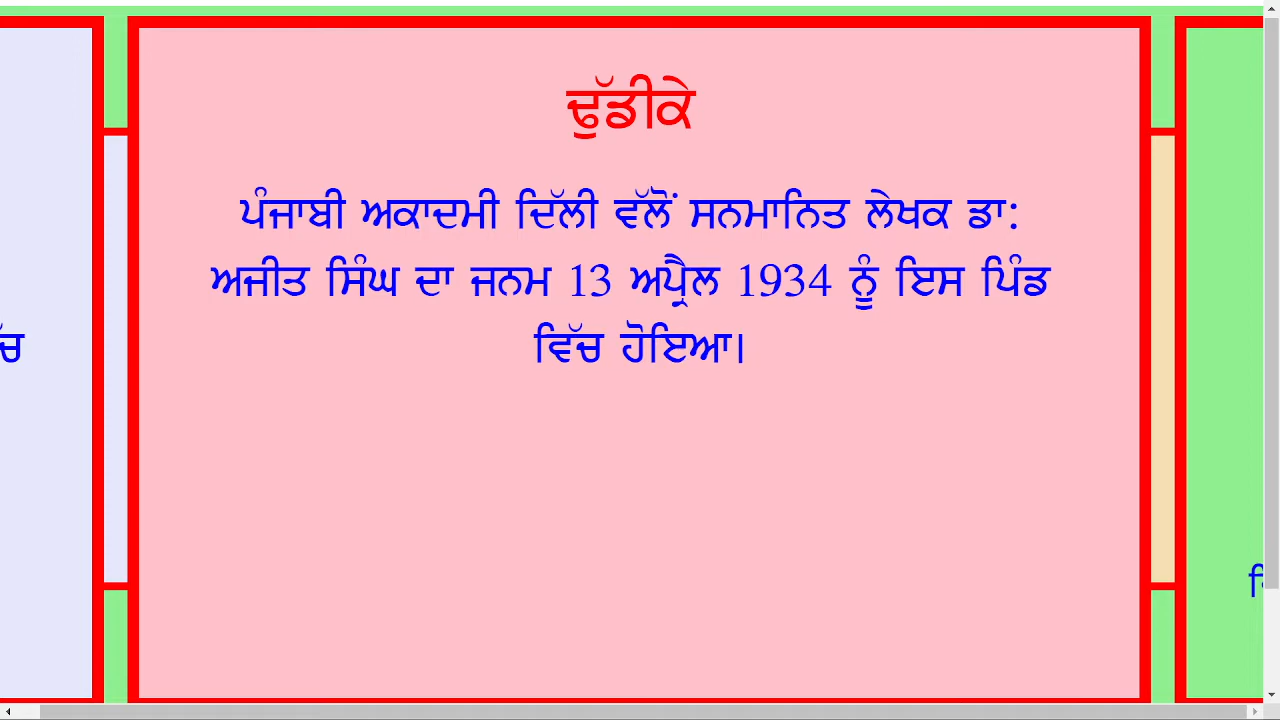 ਢੁੱਡੀਕੇ
ਪੰਜਾਬੀ ਅਕਾਦਮੀ ਦਿੱਲੀ ਵੱਲੋਂ ਸਨਮਾਨਿਤ ਲੇਖਕ ਡਾ:
ਅਜੀਤ ਸਿੰਘ ਦਾ ਜਨਮ 13 ਅਪ੍ਰੈਲ 1934 ਨੂੰ ਇਸ ਪਿੰਡ
ਵਿੱਚ ਹੋਇਆ।